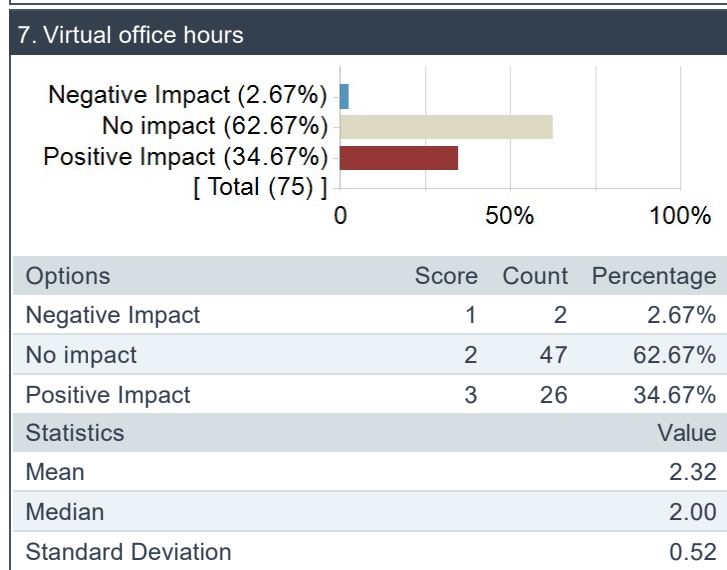 7. Virtual office hours
Negative Impact (2.67%)
No impact (62.67%)
Positive Impact (34.67%)
[ Total (75) ]
0 50% 100%
Options Score Count Percentage
Negative Impact 1 2 2.67%
No impact 2 47 62.67%
Positive Impact 3 26 34.67%
Statistics Value
Mean 2.32
Median 2.00
Standard Deviation 0.52